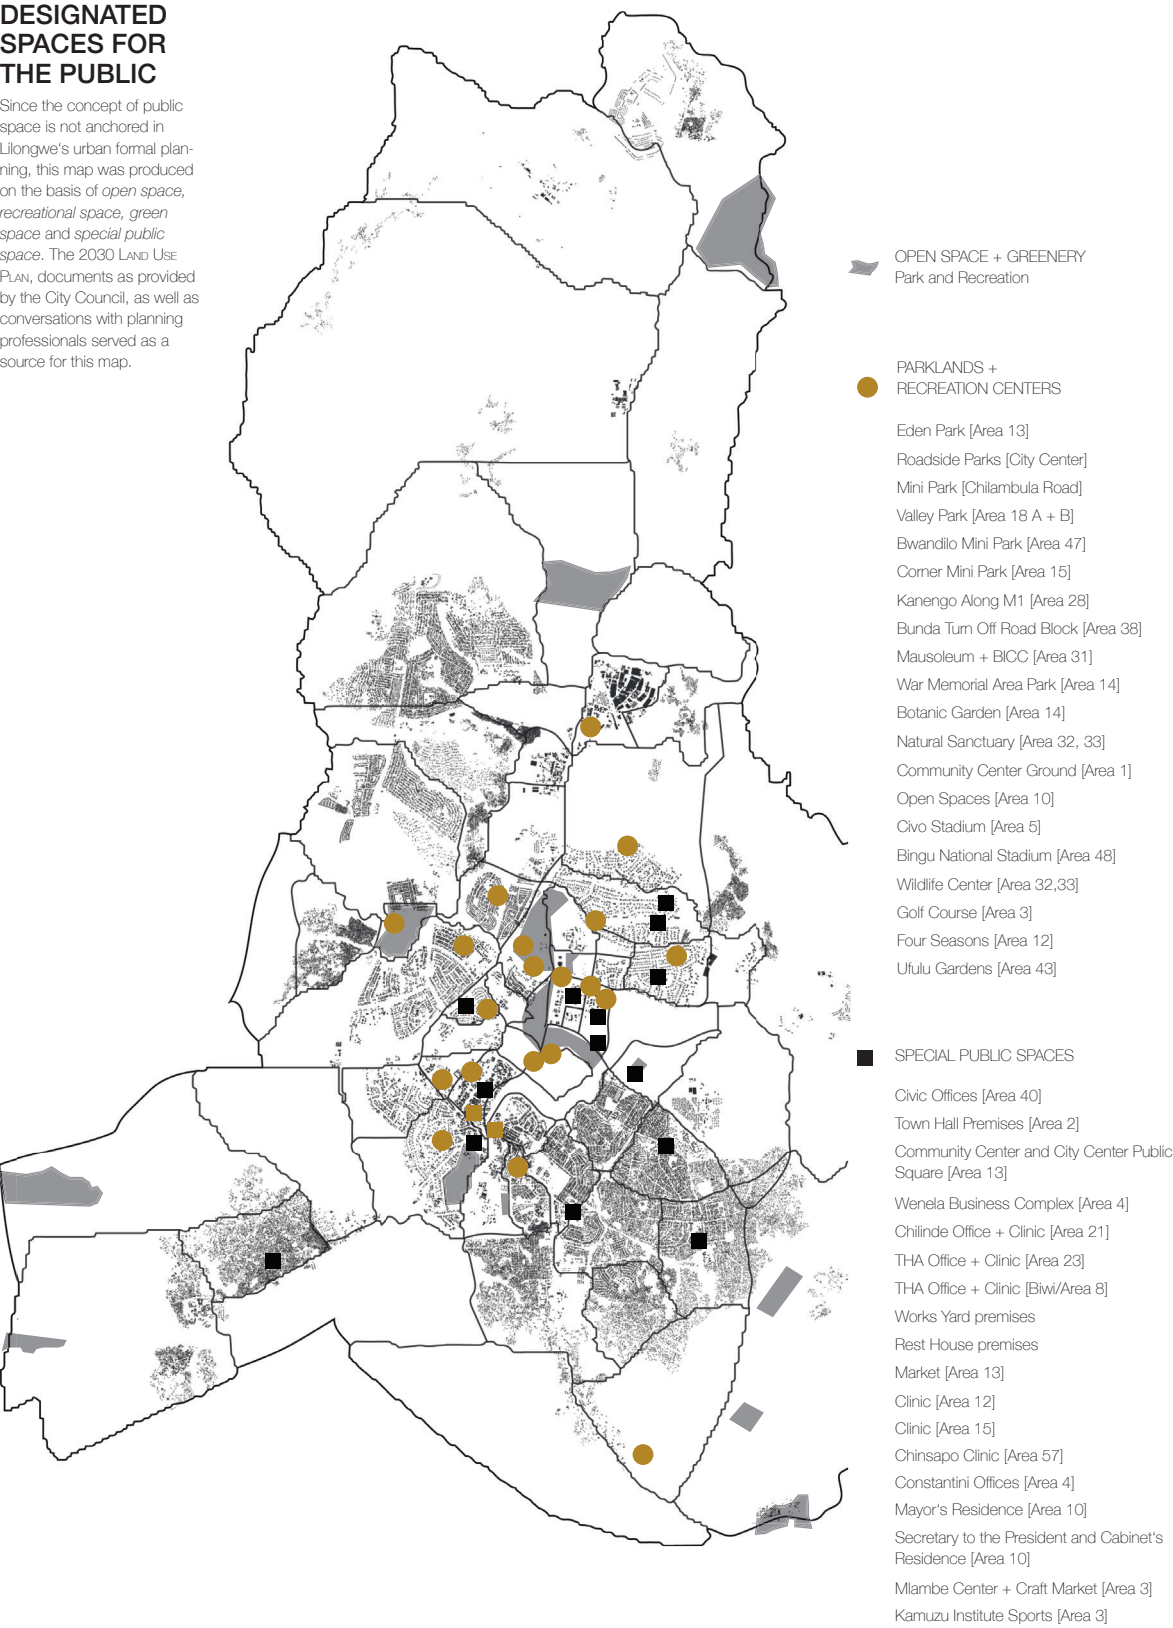 DESIGNATED
SPACES FOR
THE PUBLIC
Since the concept of public
space is not anchored in
Lilongwe's urban formal plan-
ning, this map was produced
on the basis of open space,
recreational space, green
space and special public
space. The 2030 LAND USE
PLAN, documents as provided
by the City Council, as well as
conversations with planning
professionals served as a
source for this map.
OPEN SPACE + GREENERY
Park and Recreation
PARKLANDS +
RECREATION CENTERS
Eden Park [Area 13]
Roadside Parks [City Center]
Mini Park [Chilambula Road]
Valley Park [Area 18 A + B]
Bwandilo Mini Park [Area 47]
Corner Mini Park [Area 15]
Kanengo Along M1 [Area 28]
Bunda Turn Off Road Block [Area 38]
Mausoleum + BICC [Area 31]
War Memorial Area Park [Area 14]
Botanic Garden [Area 14]
Natural Sanctuary [Area 32, 33]
Community Center Ground [Area 1]
Open Spaces [Area 10]
Civo Stadium [Area 5]
Bingu National Stadium [Area 48]
Wildlife Center [Area 32,33]
Golf Course [Area 3]
Four Seasons [Area 12]
Ufulu Gardens [Area 43]
SPECIAL PUBLIC SPACES
Civic Offices [Area 40]
Town Hall Premises [Area 2]
Community Center and City Center Public
Square [Area 13]
Wenela Business Complex [Area 4]
Chilinde Office + Clinic [Area 21]
THA Office + Clinic [Area 23]
THA Office + Clinic [Biwi/Area 8]
Works Yard premises
Rest House premises
Market [Area 13]
Clinic [Area 12]
Clinic [Area 15]
Chinsapo Clinic [Area 57]
Constantini Offices [Area 4]
Mayor's Residence [Area 10]
Secretary to the President and Cabinet's
Residence [Area 10]
Mlambe Center + Craft Market [Area 3]
Kamuzu Institute Sports [Area 3]